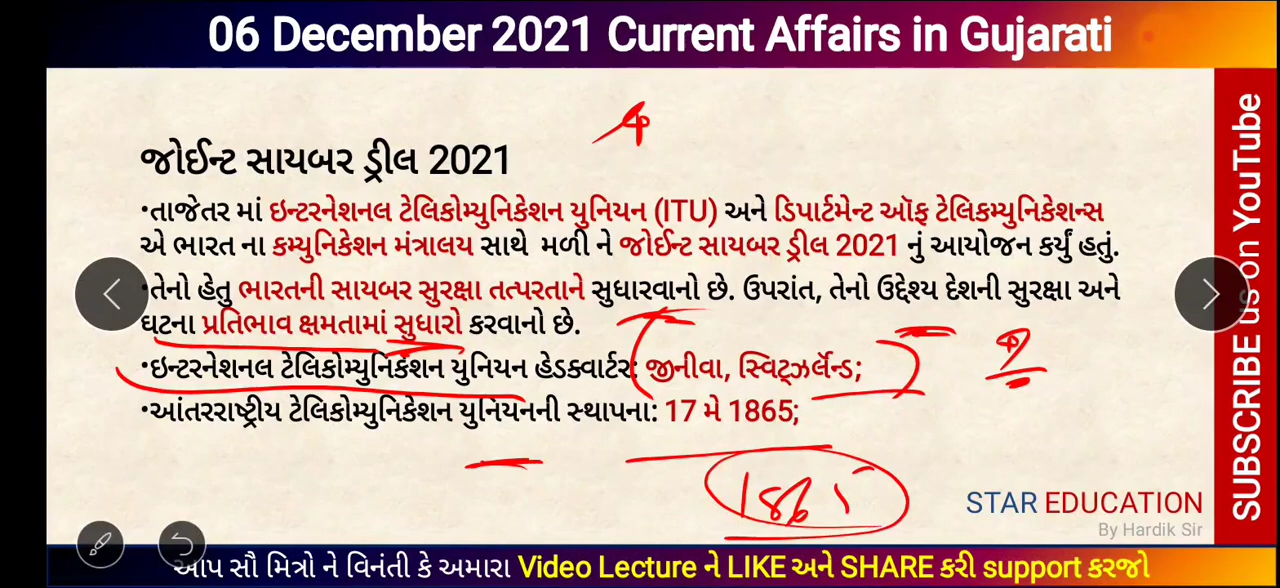 06 December 2021 Current Affairs in Gujarati
જોઈન્ટ સાયબર ડ્રીલ 2021
•તાજેતર માં ઇન્ટરનેશનલ ટેલિકોમ્યુનિકેશન યુનિયન (ITU) અને ડિપાર્ટમેન્ટ ઑફ ટેલિકમ્યુનિકેશન્સ
એ ભારત ના કમ્યુનિકેશન મંત્રાલય સાથે મળી ને જોઈન્ટ સાયબર ડ્રીલ 2021 નું આયોજન કર્યું હતું.
•તેનો હેતુ ભારતની સાયબર સુરક્ષા તત્પરતાને સુધારવાનો છે. ઉપરાંત, તેનો ઉદ્દેશ્ય દેશની સુરક્ષા અને
ઘટના પ્રતિભાવ ક્ષમતામાં સુધારો કરવાનો છે.
•ઇન્ટરનેશનલ ટેલિકોમ્યુનિકેશન યુનિયન હેડક્વાર્ટર: જીનીવા, સ્વિટ્ઝર્લૅન્ડ;
•આંતરરાષ્ટ્રીય ટેલિકોમ્યુનિકેશન યુનિયનની સ્થાપના: 17 મે 1865;
STAR EDUCATION
By Hardik Sir
આપ સૌ મિત્રો ને વિનંતી કે અમારા Video Lecture ને LIKE અને SHARE કરી support કરજો
SUBSCRIBE us on YouTube